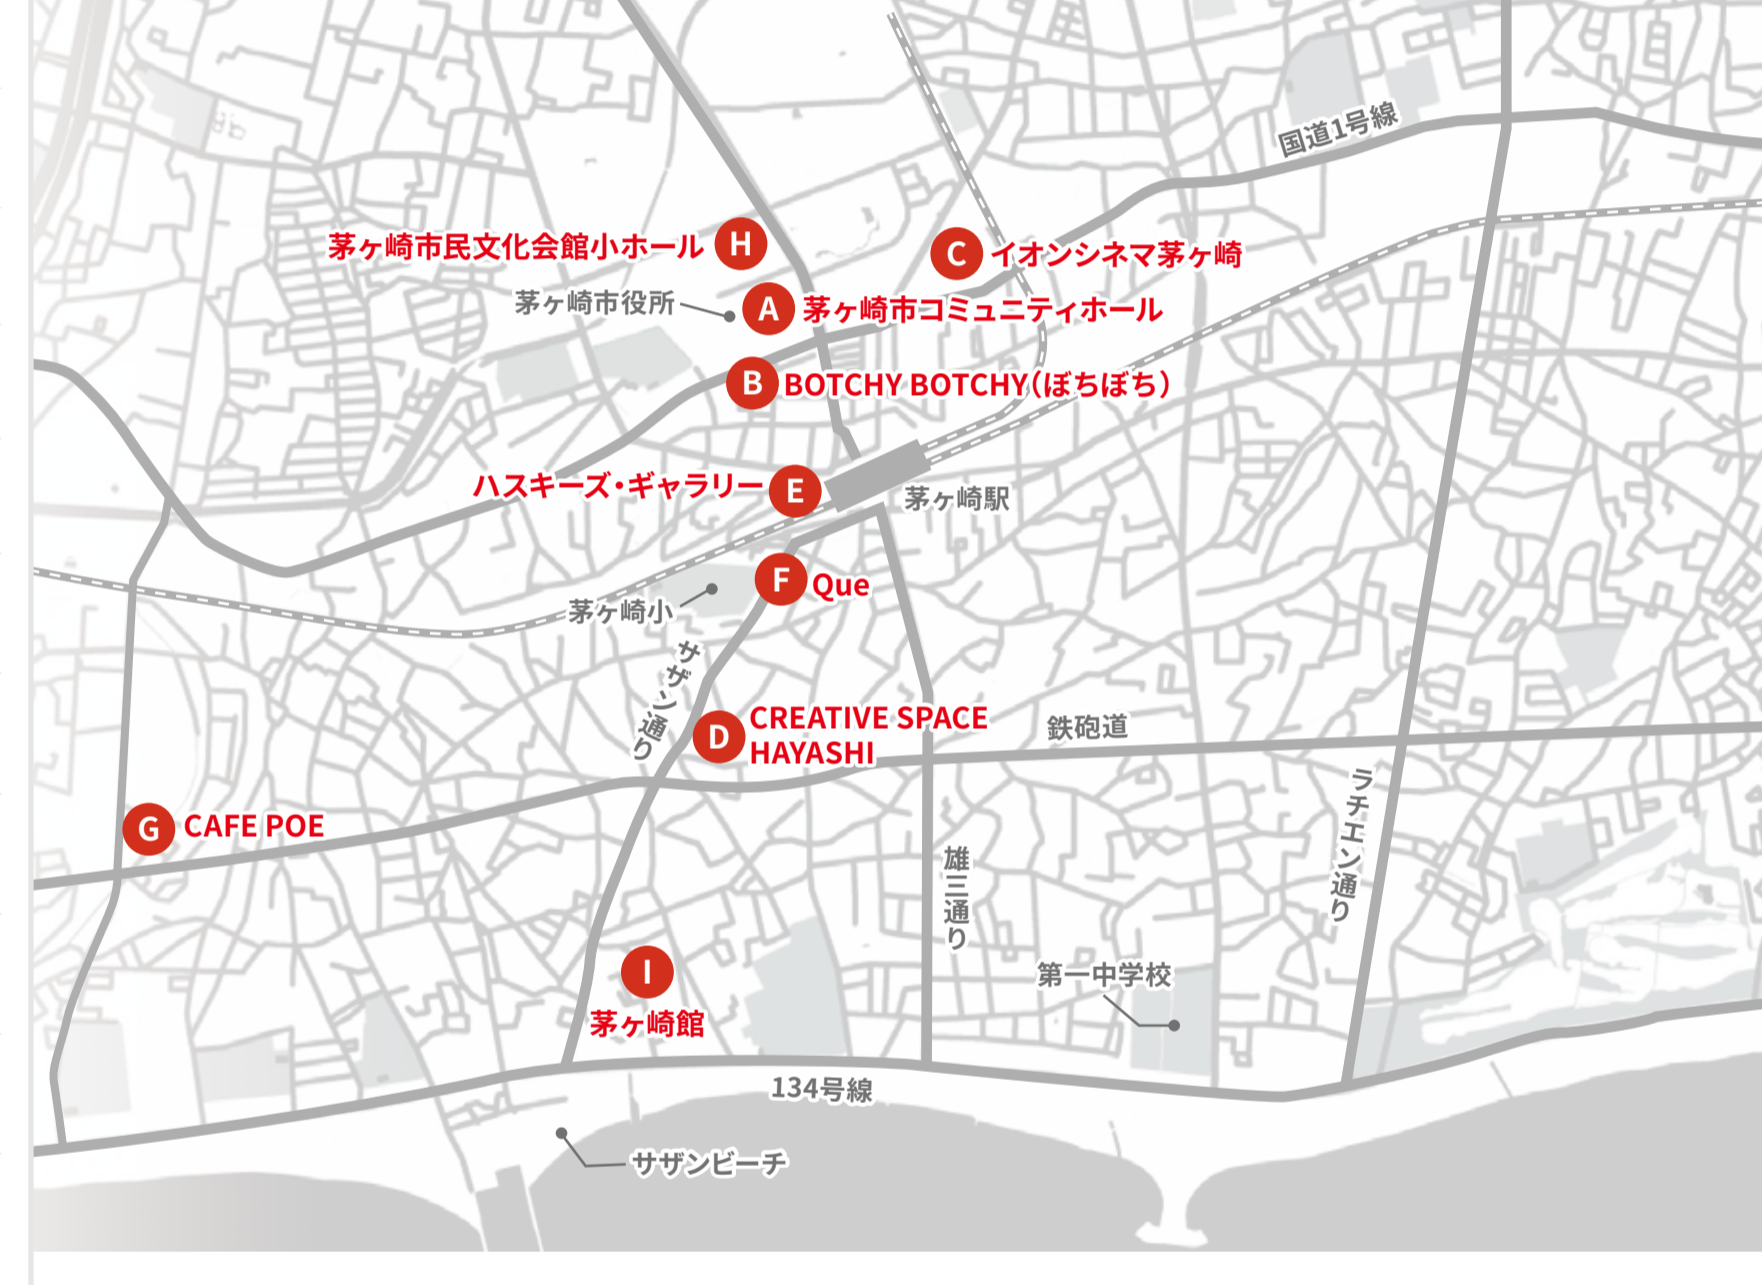 国道1号線
茅ヶ崎市民文化会館小ホール
H
C
イオンシネマ茅ヶ崎
茅ヶ崎市役所
A
茅ヶ崎市コミュニティホール
B
BOTCHY BOTCHY(ぼちぼち)
ハスキーズ・ギャラリー
E
茅ヶ崎駅
F
Que
茅ヶ崎小
サザン通り
D
CREATIVE SPACE
HAYASHI
鉄砲道
ラチエン通り
G
CAFE POE
雄三通り
I
茅ヶ崎館
第一中学校
134号線
サザンビーチ